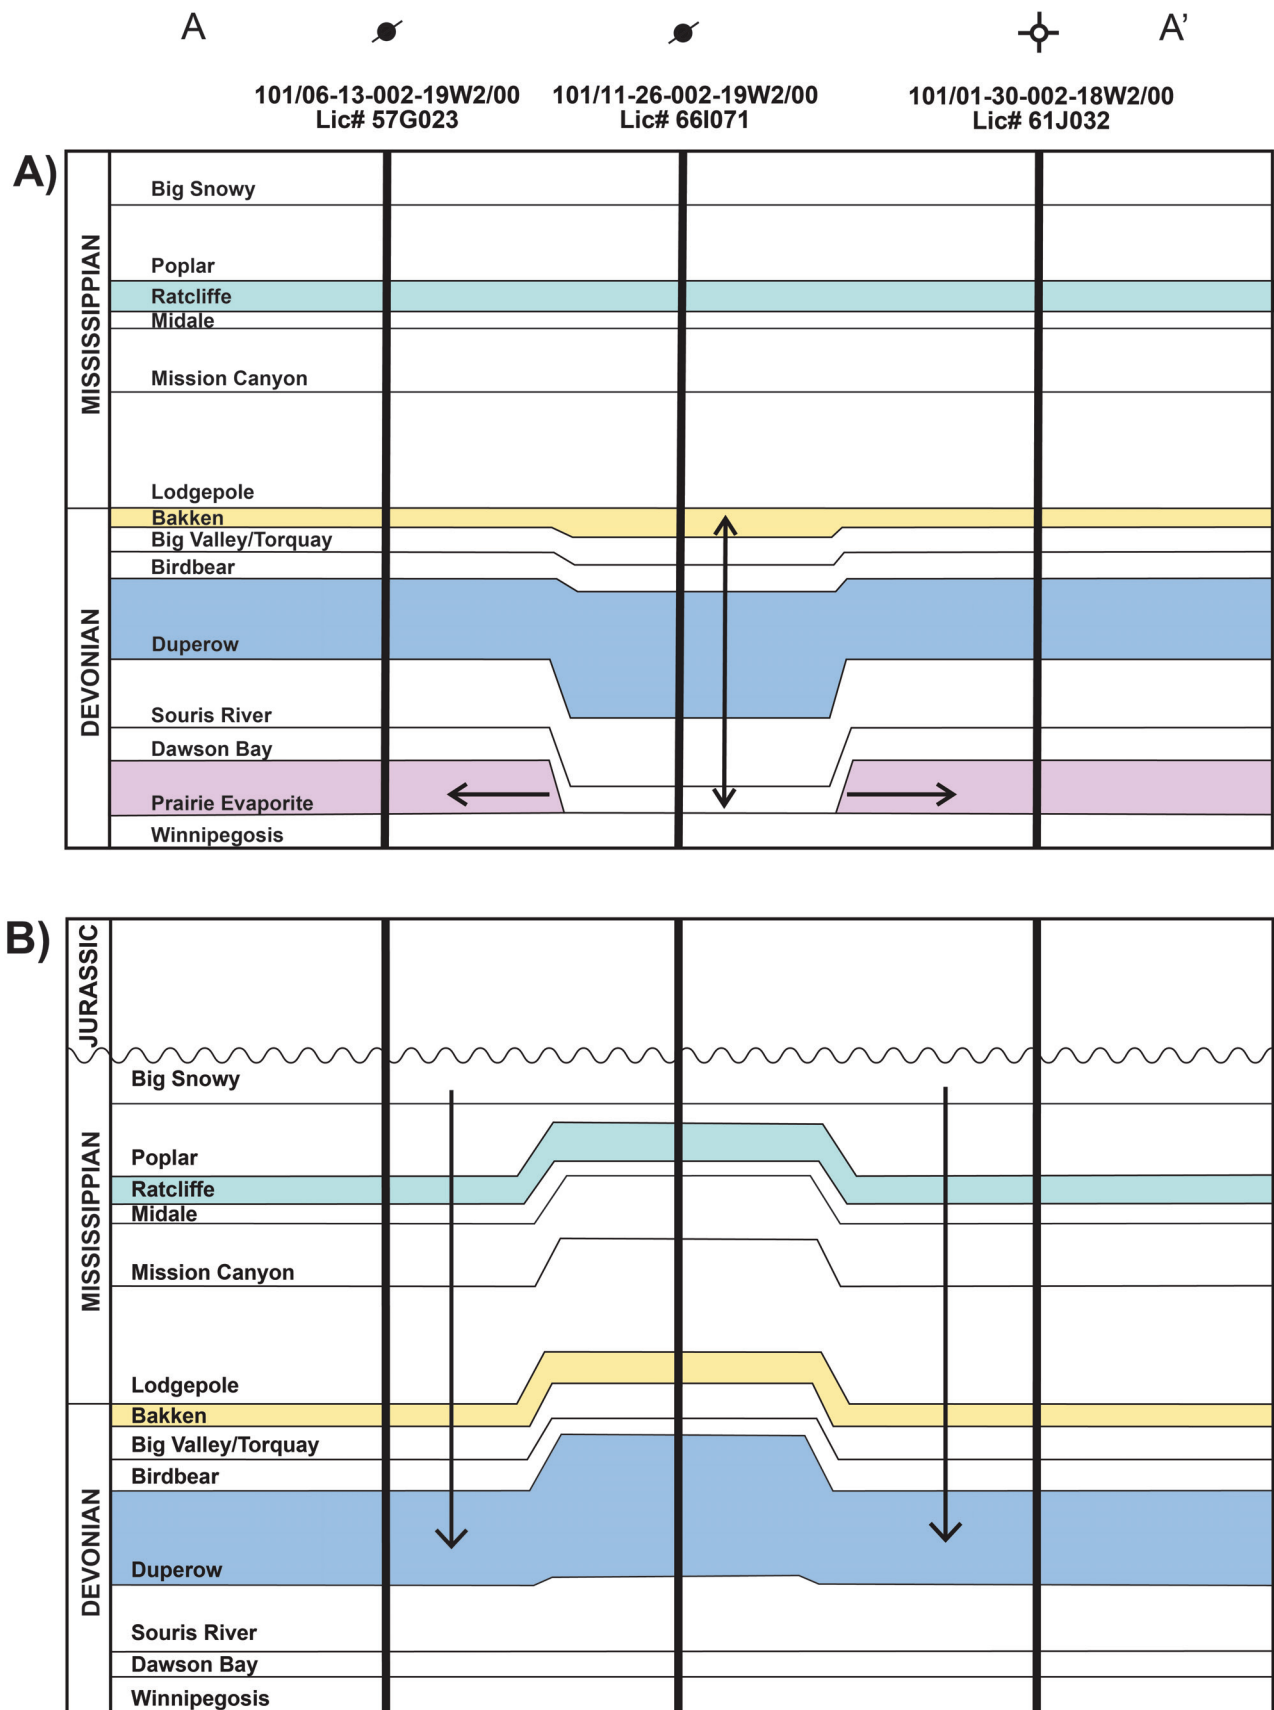 A
A'
101/06-13-002-19W2/00
Lic# 57G023
101/11-26-002-19W2/00
Lic# 66I071
101/01-30-002-18W2/00
Lic# 61J032
A)
MISSISSIPPIAN
Big Snowy
Poplar
Ratcliffe
Midale
Mission Canyon
Lodgepole
DEVONIAN
Bakken
Big Valley/Torquay
Birdbear
Duperow
Souris River
Dawson Bay
Prairie Evaporite
Winnipegosis
B)
JURASSIC
MISSISSIPPIAN
Big Snowy
Poplar
Ratcliffe
Midale
Mission Canyon
Lodgepole
DEVONIAN
Bakken
Big Valley/Torquay
Birdbear
Duperow
Souris River
Dawson Bay
Winnipegosis